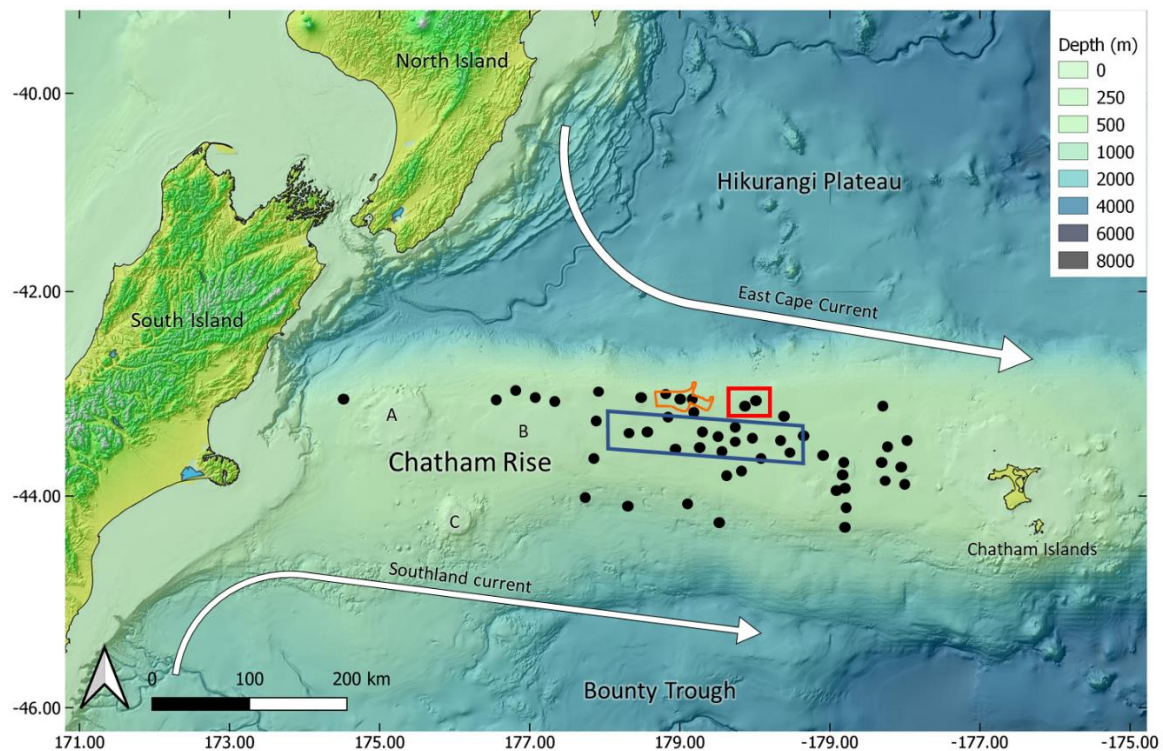 North Island
Depth (m)
0
250
500
1000
2000
4000
6000
8000
-40.00
Hikurangi Plateau
-42.00
East Cape Current
South Island
A
B
Chatham Rise
-44.00
C
Chatham Islands
Southland current
0 100 200 km
Bounty Trough
-46.00
171.00 173.00 175.00 177.00 179.00 -179.00 -177.00 -175.00